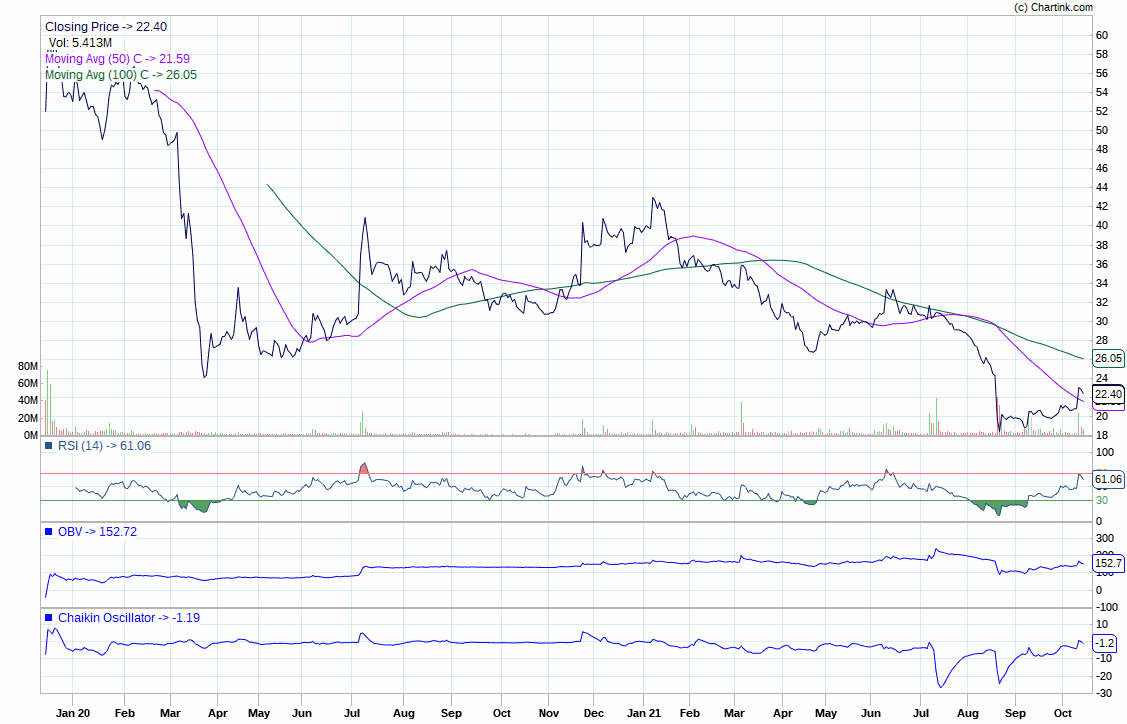 (c) Chartink.com
Closing Price -> 22.40
Vol: 5.413M
Moving Avg (50) C -> 21.59
Moving Avg (100) C -> 26.05
60
58
56
54
52
50
48
46
44
42
40
38
36
34
32
30
28
26.05
24
22.40
20
18
80M
60M
40M
20M
0M
RSI (14) -> 61.06
100
61.06
30
0
OBV -> 152.72
300
200
152.7
100
0
-100
Chaikin Oscillator -> -1.19
10
-1.2
-10
-20
-30
Jan 20 Feb Mar Apr May Jun Jul Aug Sep Oct Nov Dec Jan 21 Feb Mar Apr May Jun Jul Aug Sep Oct